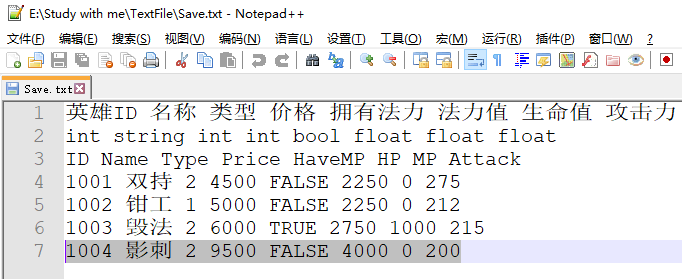 E:\Study with me\TextFile\Save.txt - Notepad++
文件(F) 编辑(E) 搜索(S) 视图(V) 编码(N) 语言(L) 设置(T) 工具(O) 宏(M) 运行(R) 插件(P) 窗口(W) ?
Save.txt
1 英雄ID 名称 类型 价格 拥有法力 法力值 生命值 攻击力
2 int string int int bool float float float
3 ID Name Type Price HaveMP HP MP Attack
4 1001 双持 2 4500 FALSE 2250 0 275
5 1002 钳工 1 5000 FALSE 2250 0 212
6 1003 毁法 2 6000 TRUE 2750 1000 215
7 1004 影刺 2 9500 FALSE 4000 0 200